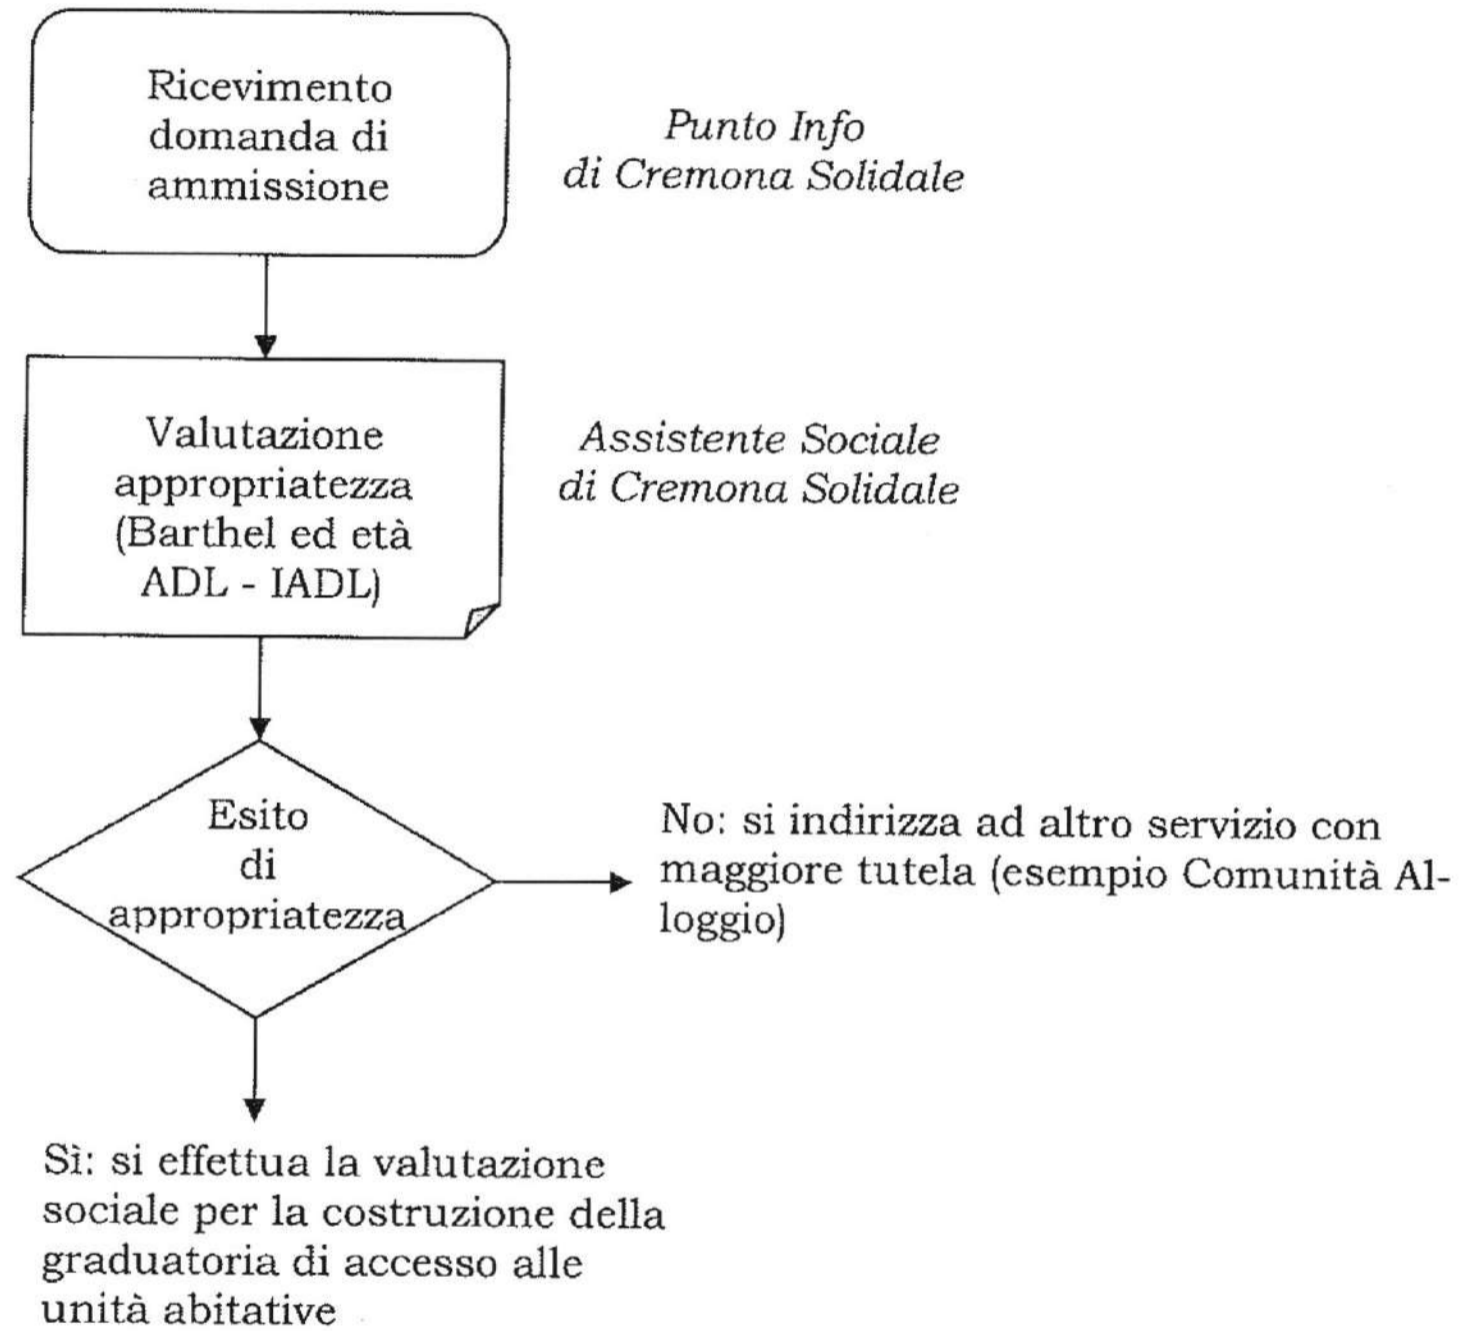 Ricevimento
domanda di
ammissione
Punto Info
di Cremona Solidale
Valutazione
appropriatezza
(Barthel ed età
ADL - IADL)
Assistente Sociale
di Cremona Solidale
Esito
di
appropriatezza
No: si indirizza ad altro servizio con
maggiore tutela (esempio Comunità Al-
loggio)
Sì: si effettua la valutazione
sociale per la costruzione della
graduatoria di accesso alle
unità abitative